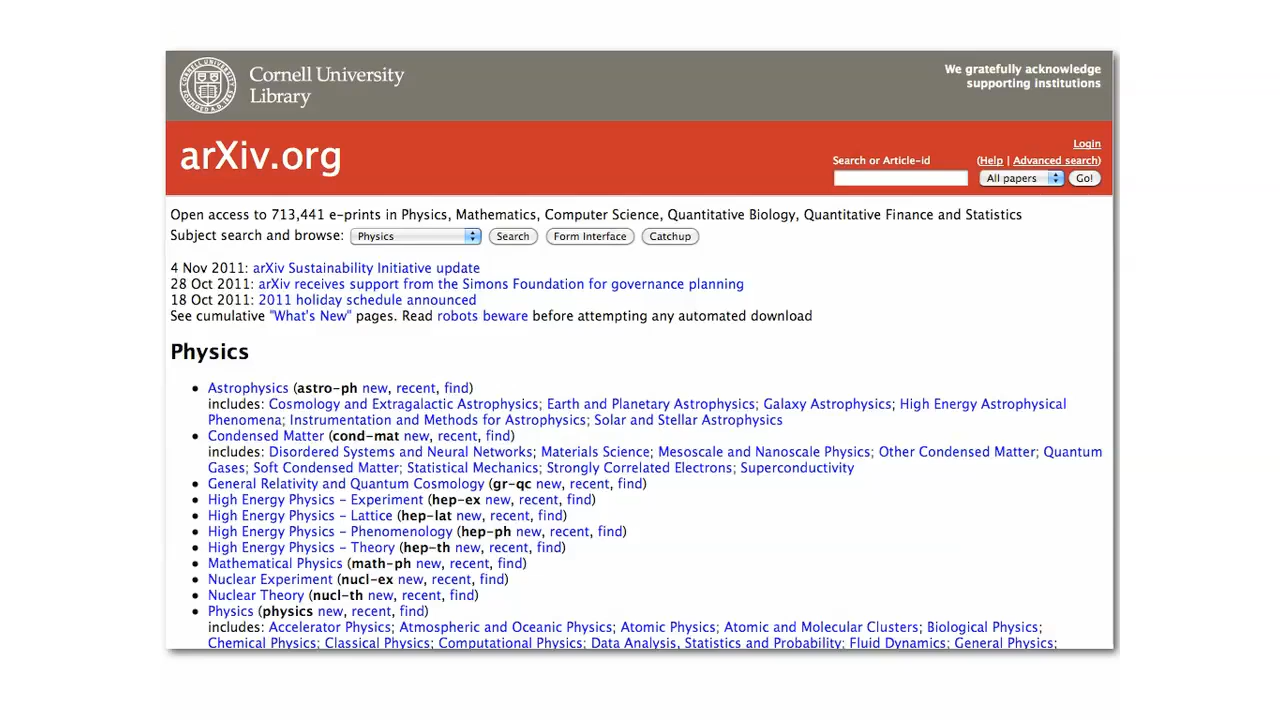 Cornell University
Library
We gratefully acknowledge
supporting institutions
arXiv.org
Login
Search or Article-id
(Help | Advanced search)
All papers
Go!
Open access to 713,441 e-prints in Physics, Mathematics, Computer Science, Quantitative Biology, Quantitative Finance and Statistics
Subject search and browse: Physics Search Form Interface Catchup
4 Nov 2011: arXiv Sustainability Initiative update
28 Oct 2011: arXiv receives support from the Simons Foundation for governance planning
18 Oct 2011: 2011 holiday schedule announced
See cumulative "What's New" pages. Read robots beware before attempting any automated download
Physics
• Astrophysics (astro-ph new, recent, find)
includes: Cosmology and Extragalactic Astrophysics; Earth and Planetary Astrophysics; Galaxy Astrophysics; High Energy Astrophysical
Phenomena; Instrumentation and Methods for Astrophysics; Solar and Stellar Astrophysics
• Condensed Matter (cond-mat new, recent, find)
includes: Disordered Systems and Neural Networks; Materials Science; Mesoscale and Nanoscale Physics; Other Condensed Matter; Quantum
Gases; Soft Condensed Matter; Statistical Mechanics; Strongly Correlated Electrons; Superconductivity
• General Relativity and Quantum Cosmology (gr-qc new, recent, find)
• High Energy Physics - Experiment (hep-ex new, recent, find)
• High Energy Physics - Lattice (hep-lat new, recent, find)
• High Energy Physics - Phenomenology (hep-ph new, recent, find)
• High Energy Physics - Theory (hep-th new, recent, find)
• Mathematical Physics (math-ph new, recent, find)
• Nuclear Experiment (nucl-ex new, recent, find)
• Nuclear Theory (nucl-th new, recent, find)
• Physics (physics new, recent, find)
includes: Accelerator Physics; Atmospheric and Oceanic Physics; Atomic Physics; Atomic and Molecular Clusters; Biological Physics;
Chemical Physics; Classical Physics; Computational Physics; Data Analysis, Statistics and Probability; Fluid Dynamics; General Physics;